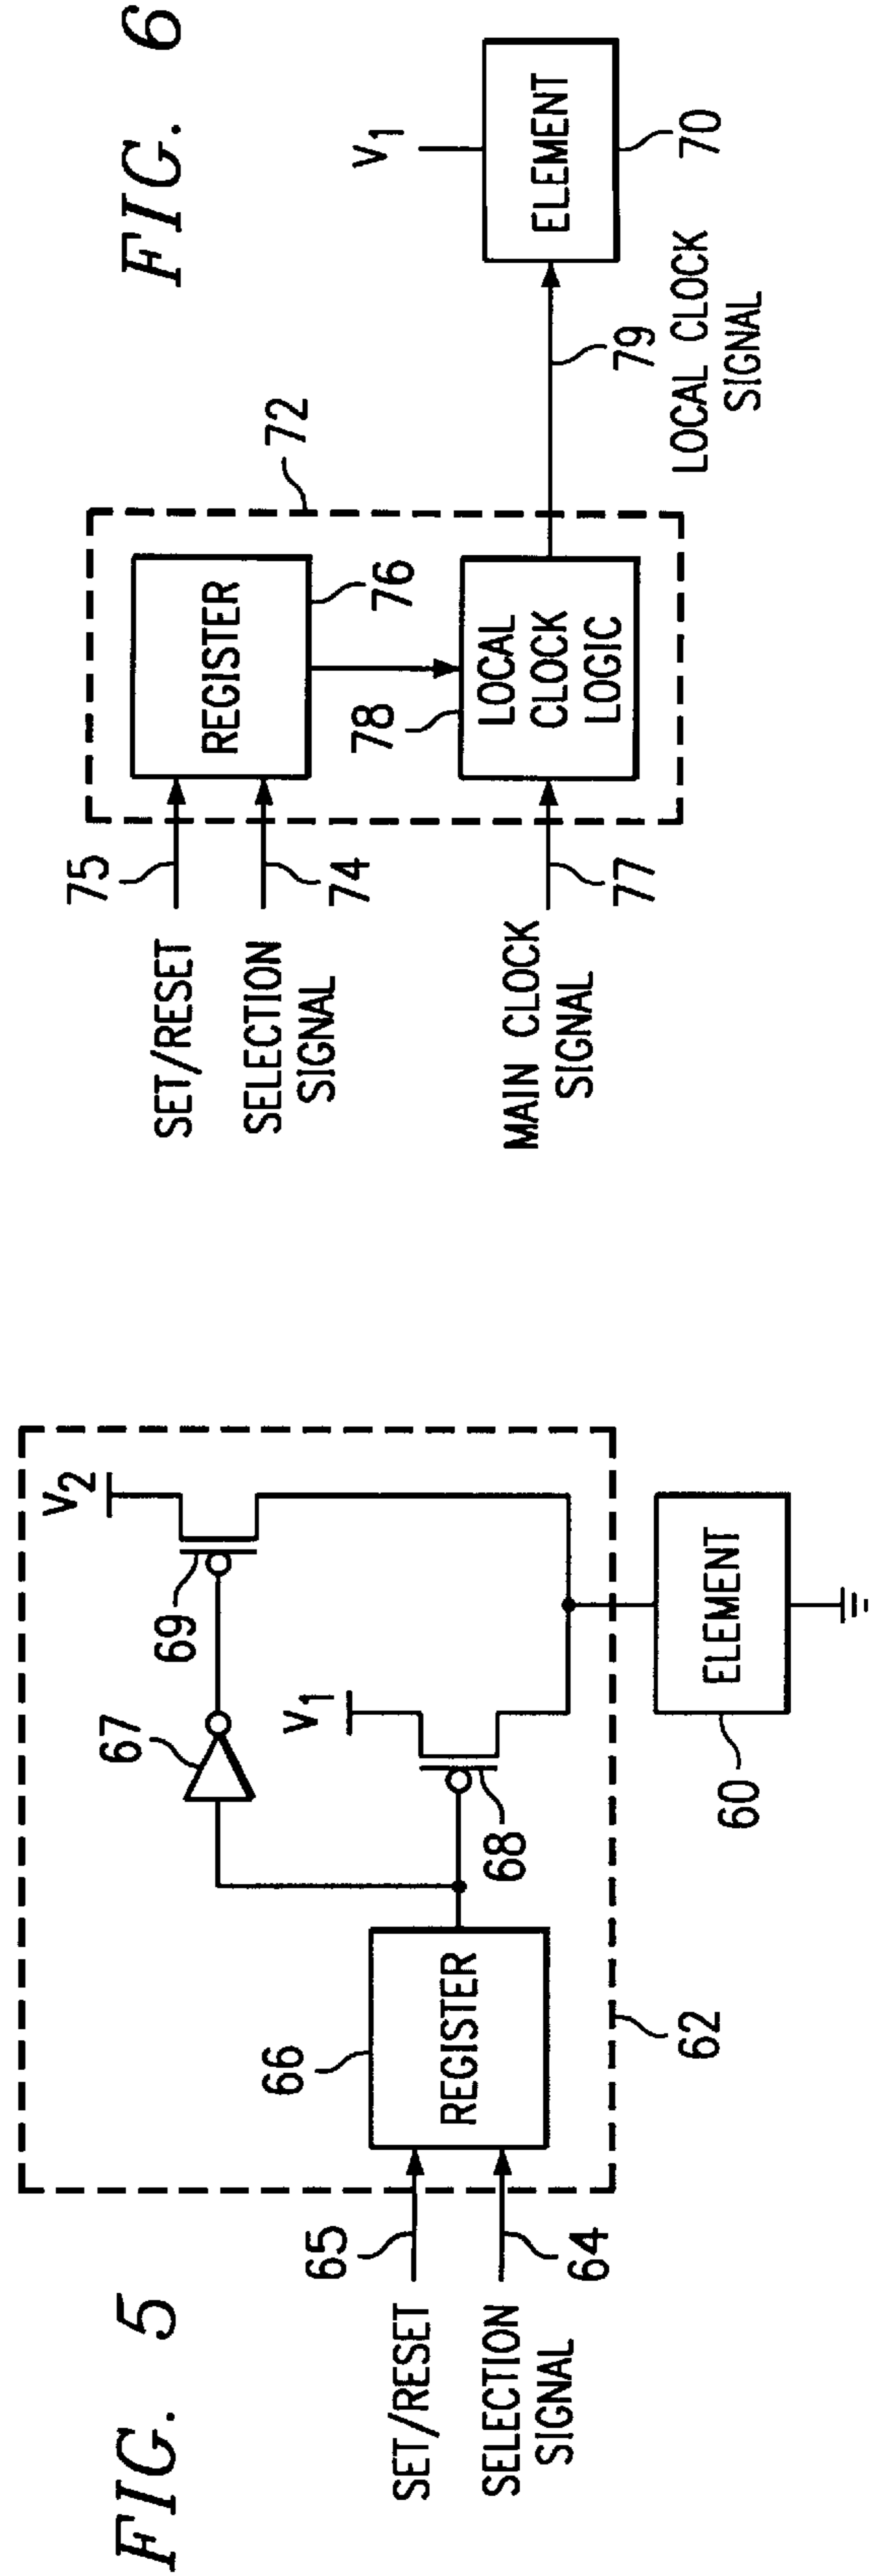 FIG. 5
V2
69
67
V1
68
66
REGISTER
65
SET/RESET
64
SELECTION
SIGNAL
62
60
ELEMENT
FIG. 6
72
75
SET/RESET
REGISTER
76
SELECTION
SIGNAL
74
78
LOCAL
CLOCK
LOGIC
MAIN CLOCK
SIGNAL
77
79
LOCAL CLOCK
SIGNAL
V1
ELEMENT
70